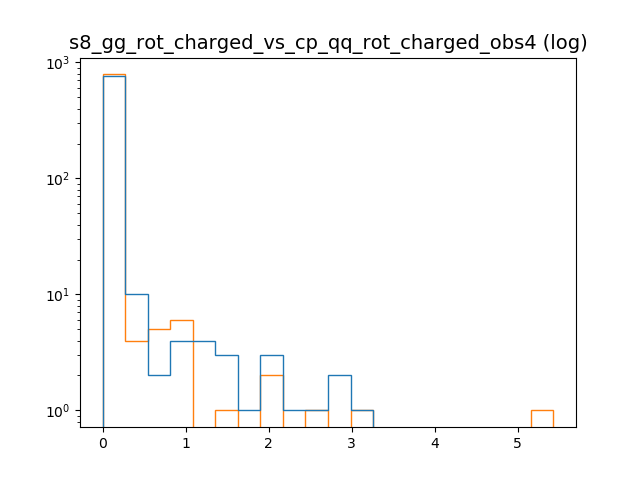 s8_gg_rot_charged_vs_cp_qq_rot_charged_obs4 (log)
10³
10²
10¹
10⁰
0 1 2 3 4 5